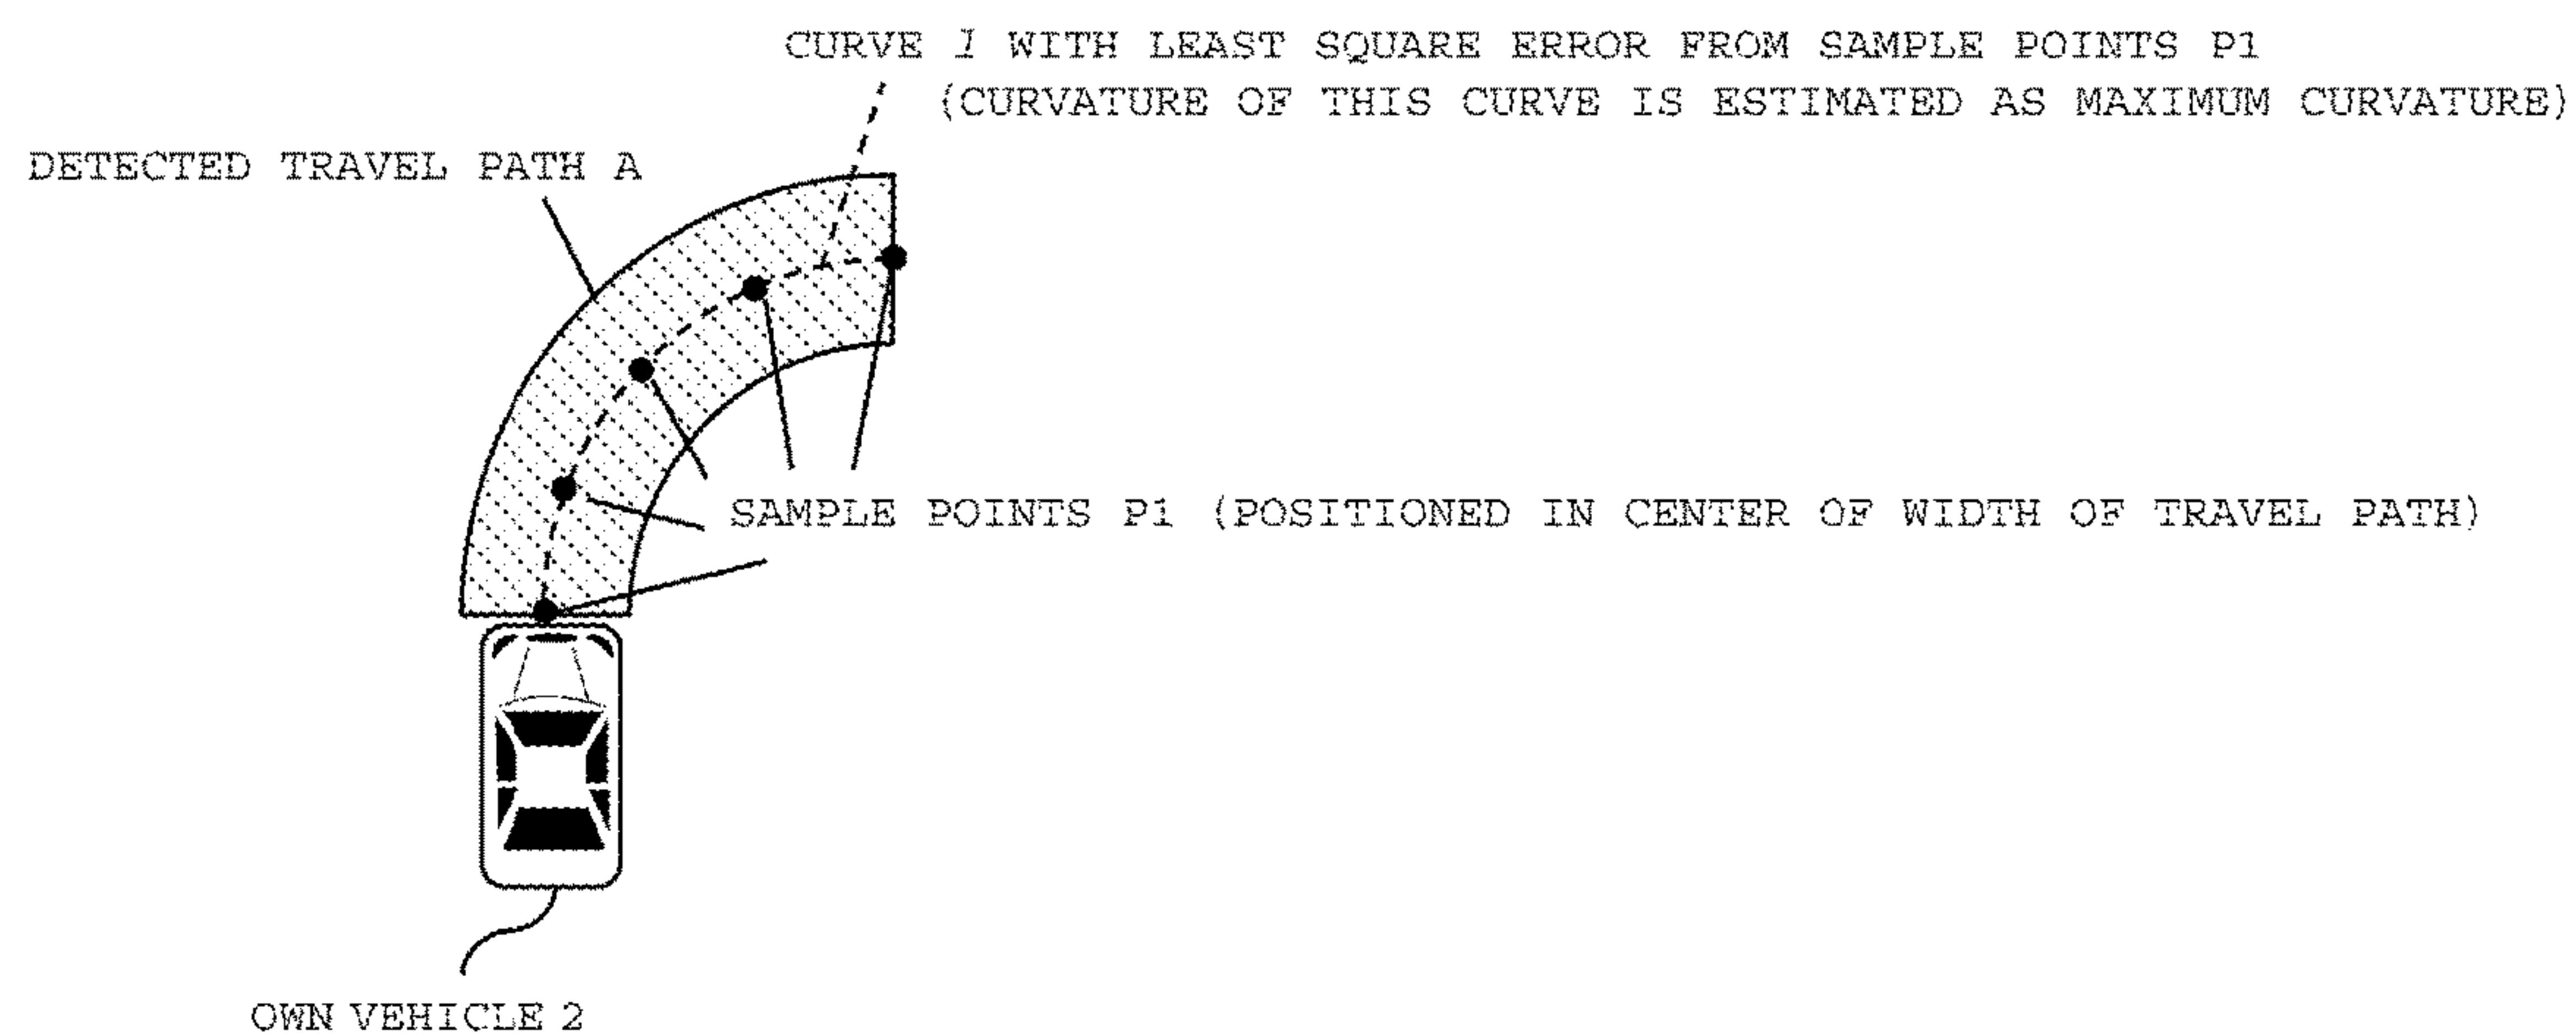 CURVE 1 WITH LEAST SQUARE ERROR FROM SAMPLE POINTS P1
(CURVATURE OF THIS CURVE IS ESTIMATED AS MAXIMUM CURVATURE)
DETECTED TRAVEL PATH A
SAMPLE POINTS P1 (POSITIONED IN CENTER OF WIDTH OF TRAVEL PATH)
OWN VEHICLE 2